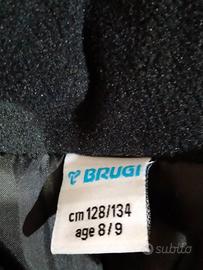 BRUGI
cm 128/134
age 8/9
subito